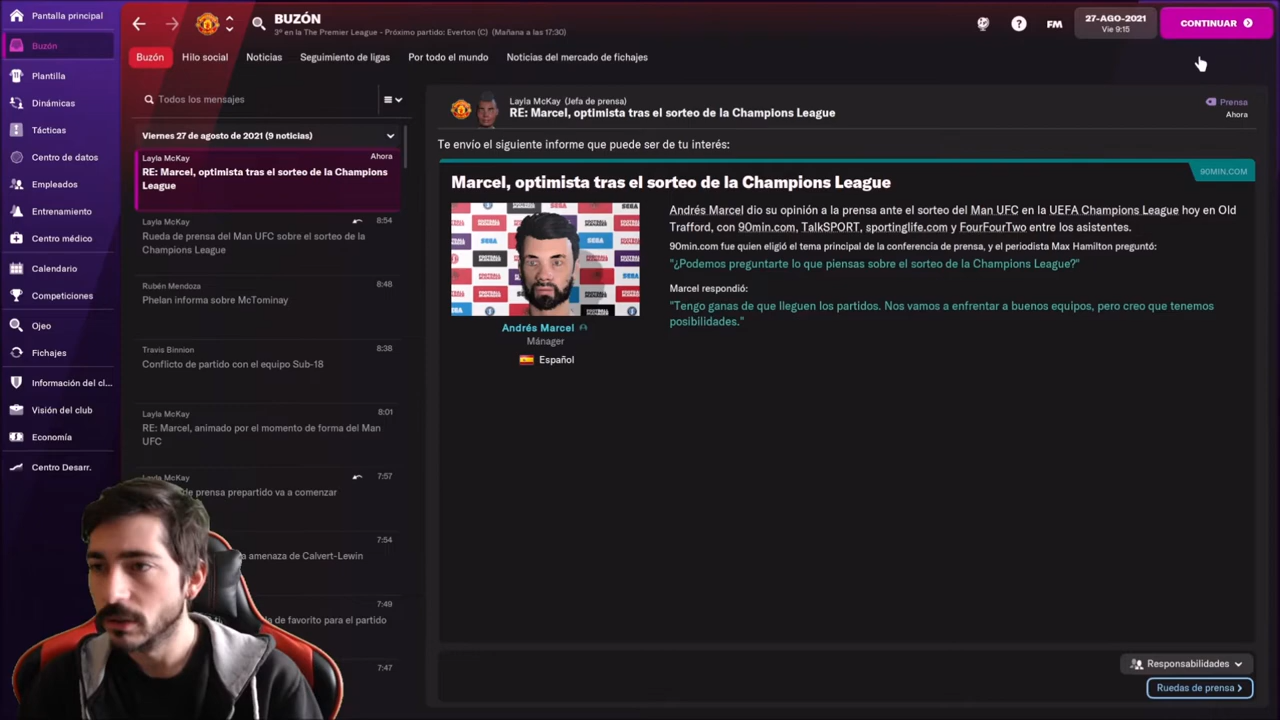 Pantalla principal
Buzón
Plantilla
Dinámicas
Tácticas
Centro de datos
Empleados
Entrenamiento
Centro médico
Calendario
Competiciones
Ojeo
Fichajes
Información del cl...
Visión del club
Economía
Centro Desarr.
BUZÓN
3º en la The Premier League - Próximo partido: Everton (C) (Mañana a las 17:30)
? FM
27-AGO-2021
Vie 9:15
CONTINUAR
Buzón Hilo social Noticias Seguimiento de ligas Por todo el mundo Noticias del mercado de fichajes
Todos los mensajes
Viernes 27 de agosto de 2021 (9 noticias)
Layla McKay Ahora
RE: Marcel, optimista tras el sorteo de la Champions
League
Layla McKay 8:54
Rueda de prensa del Man UFC sobre el sorteo de la
Champions League
Rubén Mendoza 8:48
Phelan informa sobre McTominay
Travis Binnion 8:38
Conflicto de partido con el equipo Sub-18
Layla McKay 8:01
RE: Marcel, animado por el momento de forma del Man
UFC
Layla McKay 7:57
de prensa prepartido va a comenzar
7:54
amenaza de Calvert-Lewin
7:49
de favorito para el partido
7:47
Layla McKay (Jefa de prensa)
RE: Marcel, optimista tras el sorteo de la Champions League
Prensa
Ahora
Te envío el siguiente informe que puede ser de tu interés:
90MIN.COM
Marcel, optimista tras el sorteo de la Champions League
Andrés Marcel
Mánager
Español
Andrés Marcel dio su opinión a la prensa ante el sorteo del Man UFC en la UEFA Champions League hoy en Old
Trafford, con 90min.com, TalkSPORT, sportinglife.com y FourFourTwo entre los asistentes.
90min.com fue quien eligió el tema principal de la conferencia de prensa, y el periodista Max Hamilton preguntó:
"¿Podemos preguntarte lo que piensas sobre el sorteo de la Champions League?"
Marcel respondió:
"Tengo ganas de que lleguen los partidos. Nos vamos a enfrentar a buenos equipos, pero creo que tenemos
posibilidades."
Responsabilidades
Ruedas de prensa